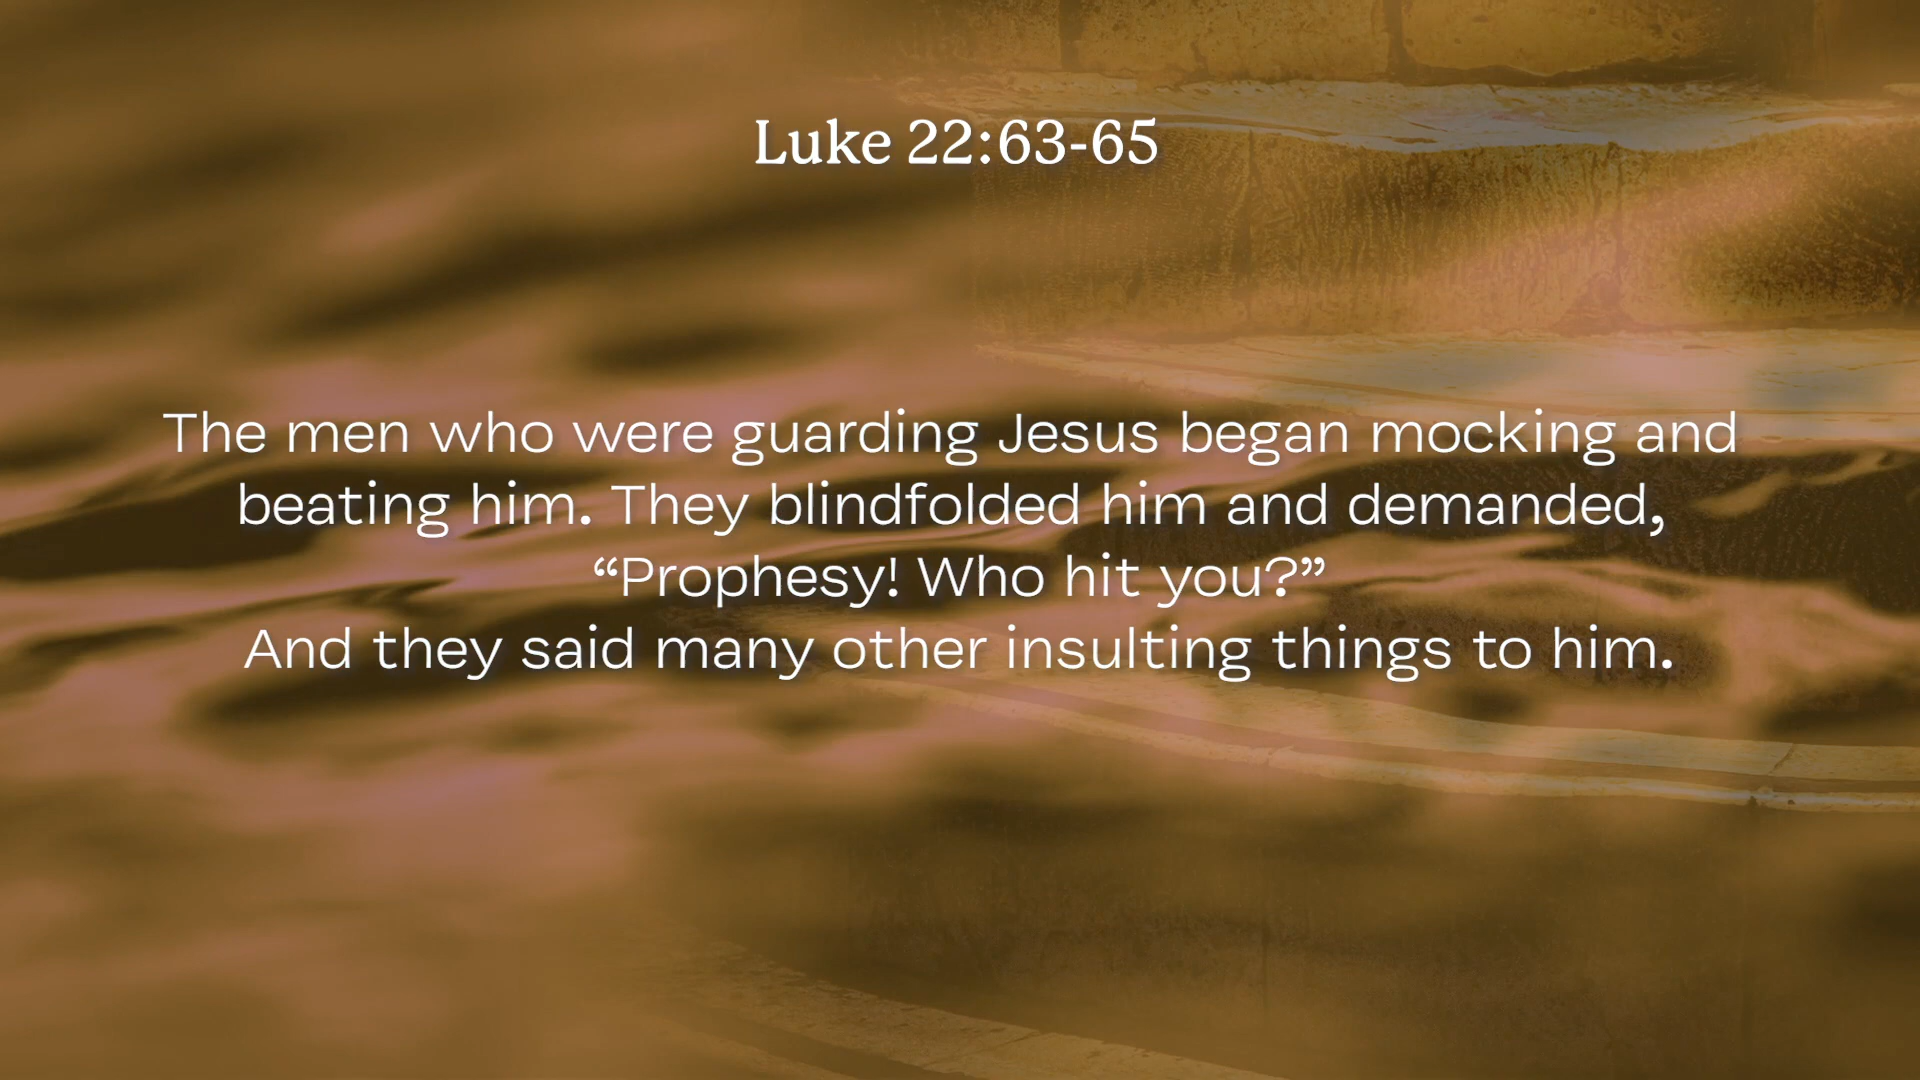 Luke 22:63-65
The men who were guarding Jesus began mocking and
beating him. They blindfolded him and demanded,
“Prophesy! Who hit you?”
And they said many other insulting things to him.